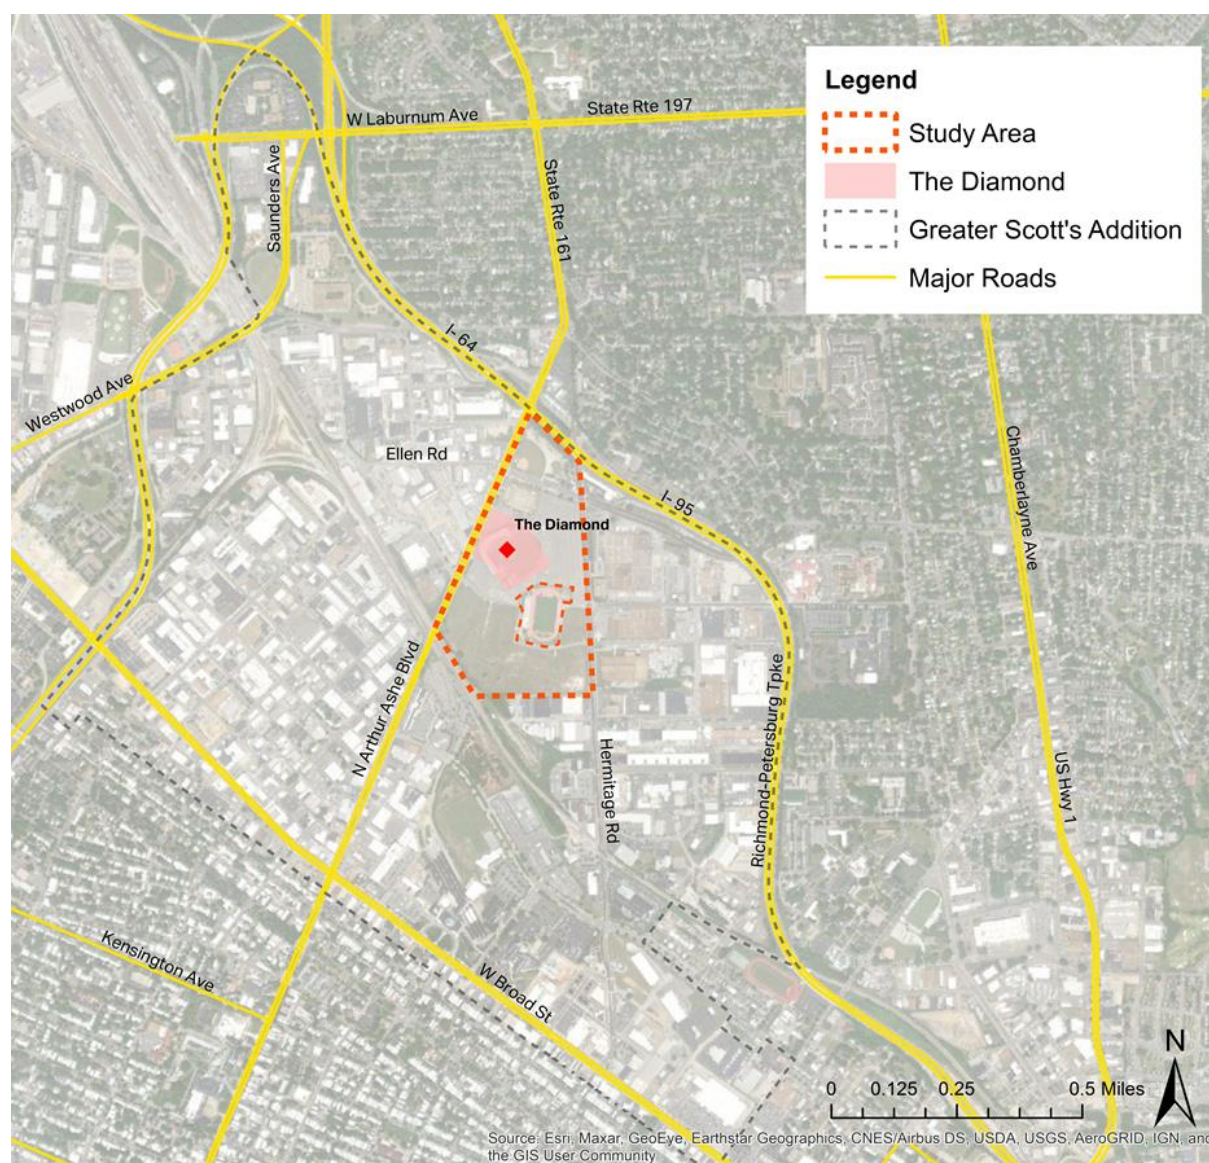 Legend
Study Area
The Diamond
Greater Scott's Addition
Major Roads
State Rte 197
W Laburnum Ave
Saunders Ave
State Rte 161
I- 64
Westwood Ave
Ellen Rd
I- 95
Chamberlayne Ave
The Diamond
N Arthur Ashe Blvd
Richmond-Petersburg Tpke
Hermitage Rd
US Hwy 1
Kensington Ave
W Broad St
N
0 0.125 0.25 0.5 Miles
Source: Esri, Maxar, GeoEye, Earthstar Geographics, CNES/Airbus DS, USDA, USGS, AeroGRID, IGN, and
the GIS User Community